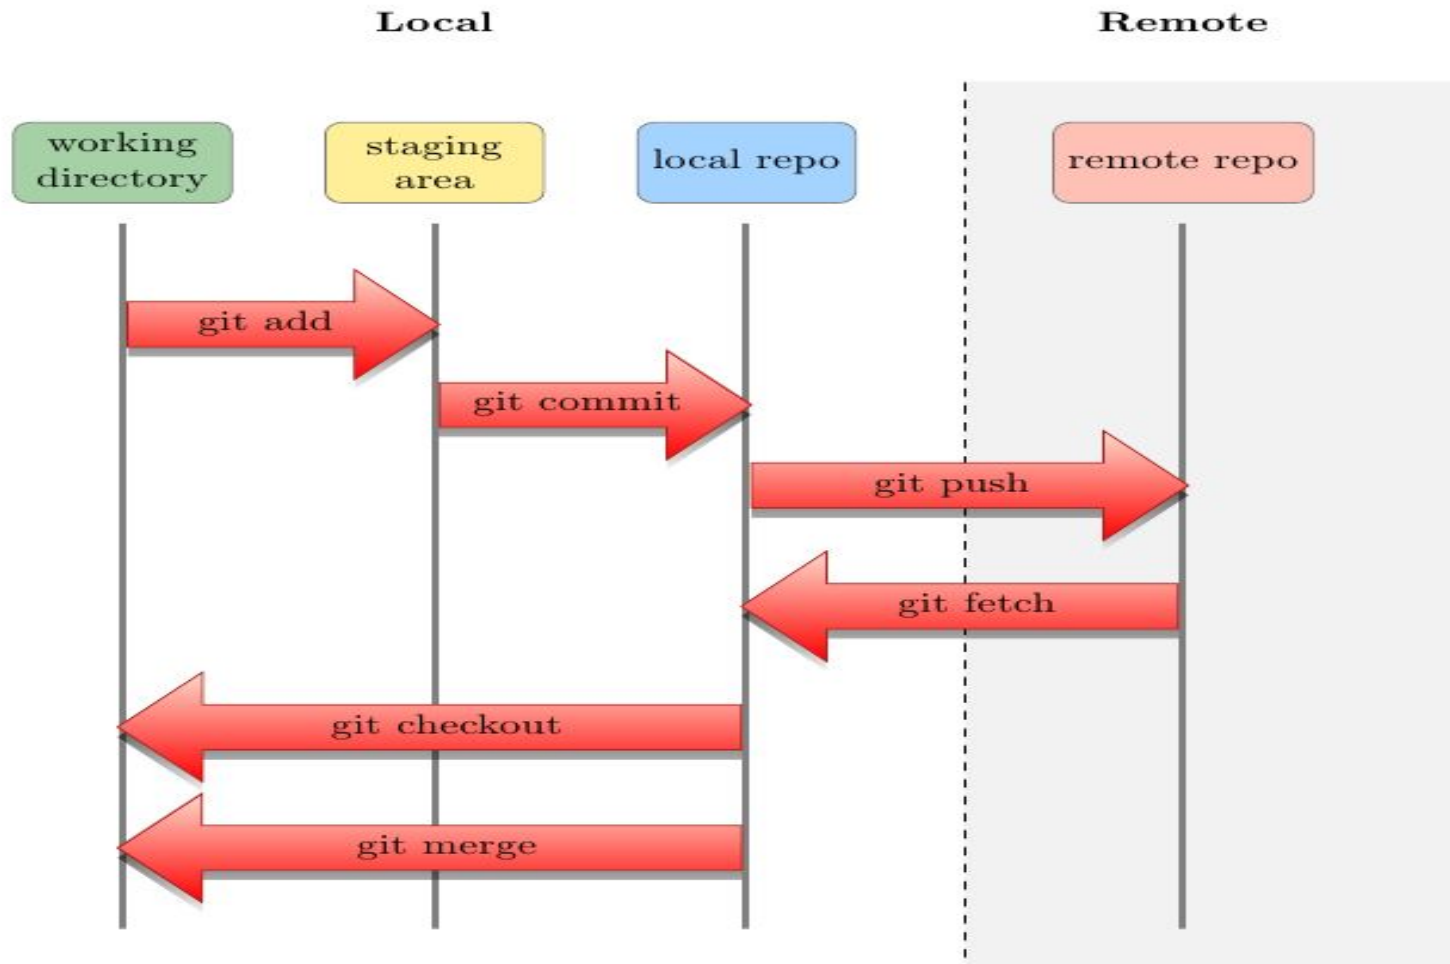 Local
Remote
working
directory
staging
area
local repo
remote repo
git add
git commit
git push
git fetch
git checkout
git merge